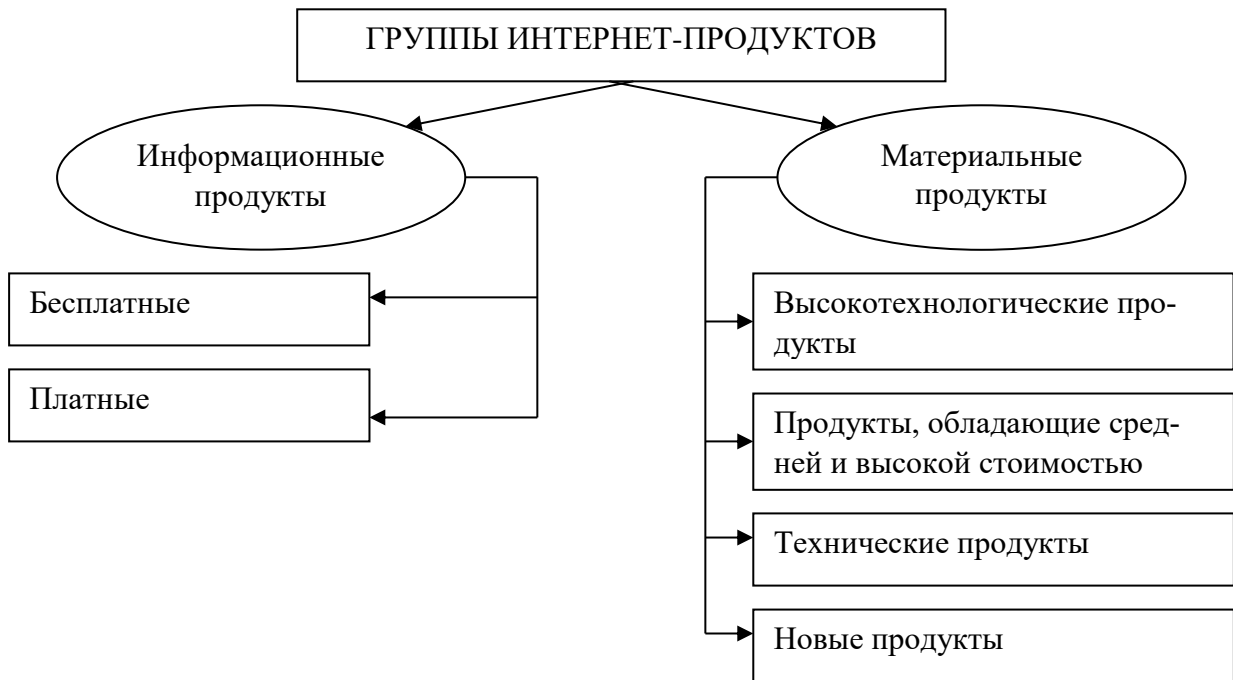 ГРУППЫ ИНТЕРНЕТ-ПРОДУКТОВ
Информационные
продукты
Бесплатные
Платные
Материальные
продукты
Высокотехнологические про-
дукты
Продукты, обладающие сред-
ней и высокой стоимостью
Технические продукты
Новые продукты